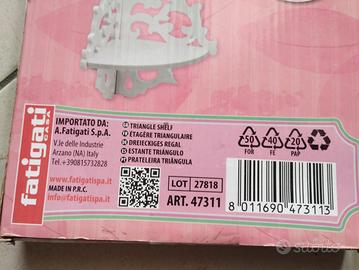 fatigati
CASA
IMPORTATO DA:
A.Fatigati S.p.A.
V.le delle Industrie
Arzano (NA) Italy
Tel.+390815732828
www.fatigatispa.it
MADE IN P.R.C.
info@fatigatispa.it
TRIANGLE SHELF
ÉTAGÈRE TRIANGULAIRE
DREIECKIGES REGAL
ESTANTE TRIÁNGULO
PRATELEIRA TRIÂNGULA
LOT 27818
ART. 47311
50 40 20
FOR FE PAP
8 011690 473113
subito